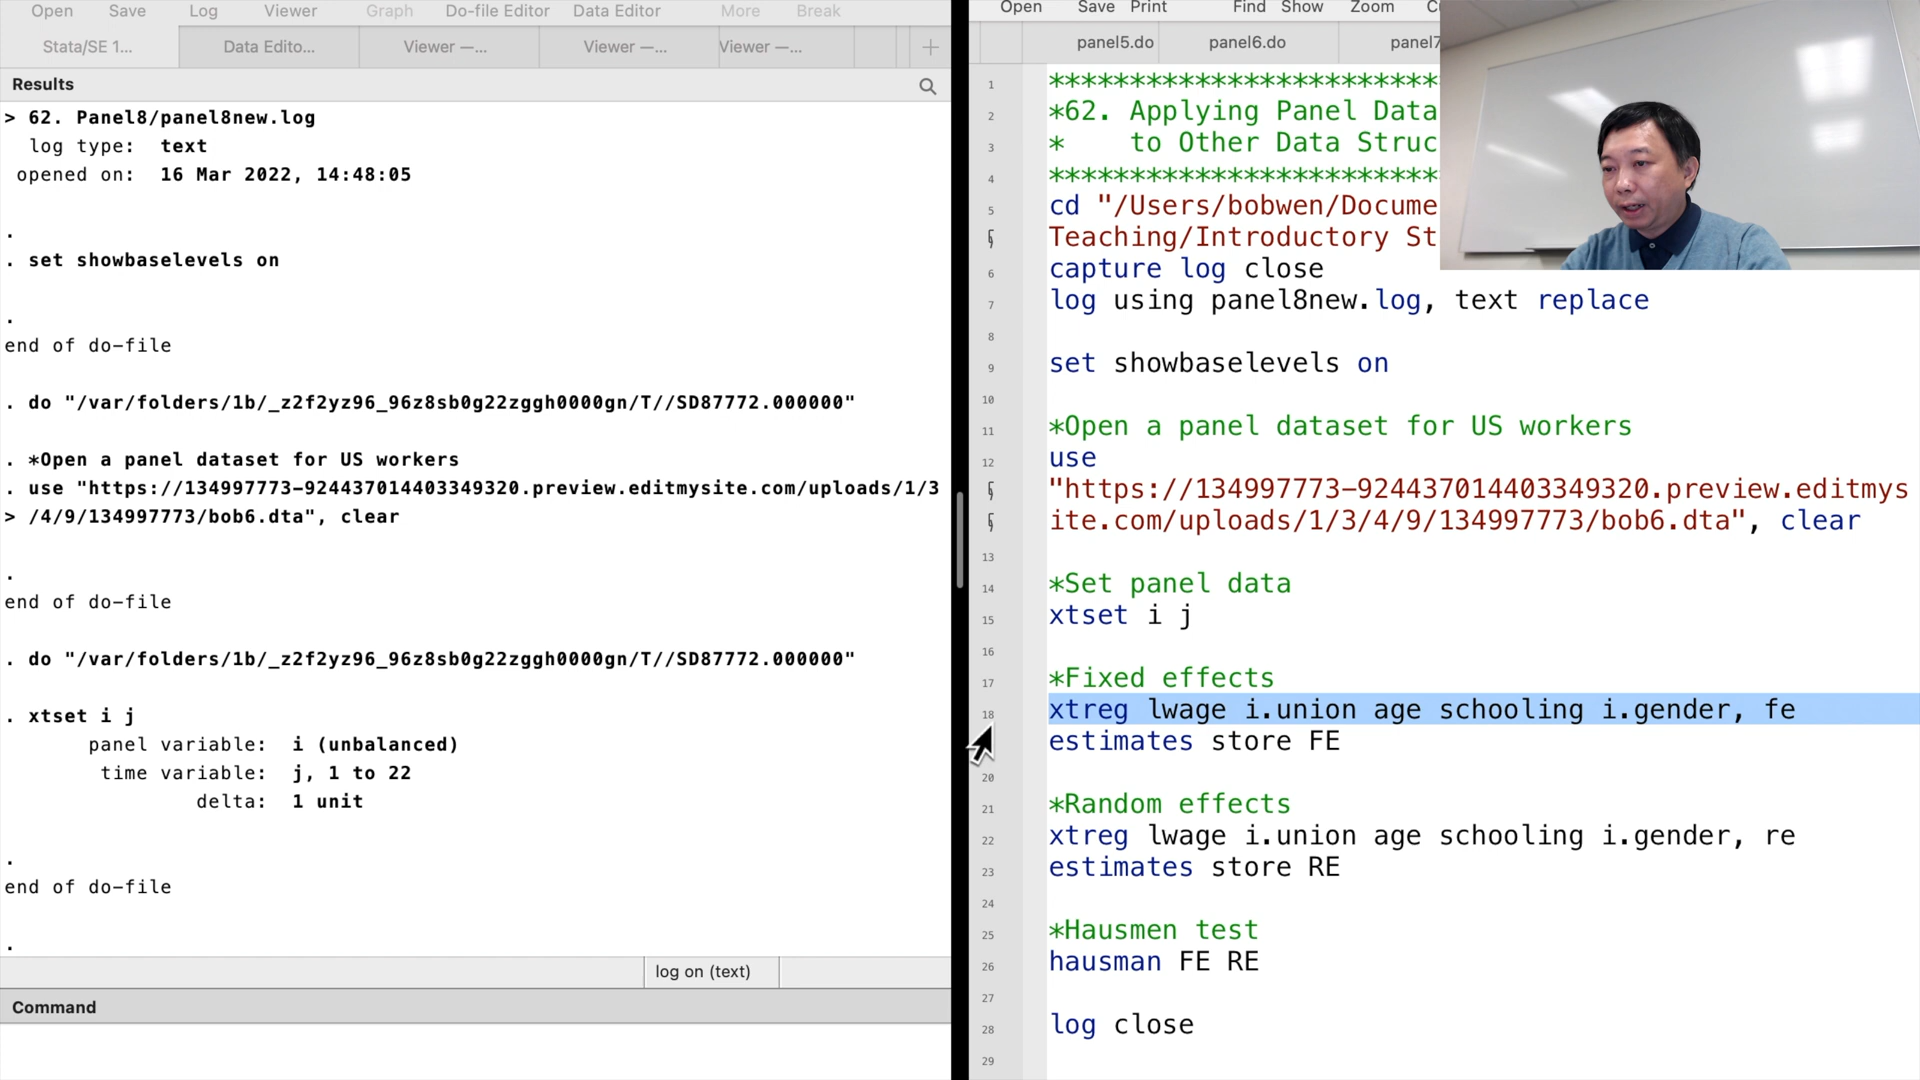 Open Save Log Viewer Graph Do-file Editor Data Editor More Break
Stata/SE 1... Data Edito... Viewer —... Viewer —... Viewer —... +
Results
> 62. Panel8/panel8new.log
log type: text
opened on: 16 Mar 2022, 14:48:05
.
. set showbaselevels on
.
end of do-file
. do "/var/folders/1b/_z2f2yz96_96z8sb0g22zggh0000gn/T//SD87772.000000"
. *Open a panel dataset for US workers
. use "https://134997773-924437014403349320.preview.editmysite.com/uploads/1/3
> /4/9/134997773/bob6.dta", clear
.
end of do-file
. do "/var/folders/1b/_z2f2yz96_96z8sb0g22zggh0000gn/T//SD87772.000000"
. xtset i j
panel variable: i (unbalanced)
time variable: j, 1 to 22
delta: 1 unit
.
end of do-file
.
log on (text)
Command
Open Save Print Find Show Zoom
panel5.do panel6.do panel7
1 ************************
2 *62. Applying Panel Data
3 * to Other Data Struc
4 ************************
5 cd "/Users/bobwen/Docume
Teaching/Introductory St
6 capture log close
7 log using panel8new.log, text replace
8
9 set showbaselevels on
10
11 *Open a panel dataset for US workers
12 use
"https://134997773-924437014403349320.preview.editmys
ite.com/uploads/1/3/4/9/134997773/bob6.dta", clear
13
14 *Set panel data
15 xtset i j
16
17 *Fixed effects
18 xtreg lwage i.union age schooling i.gender, fe
estimates store FE
20
21 *Random effects
22 xtreg lwage i.union age schooling i.gender, re
23 estimates store RE
24
25 *Hausmen test
26 hausman FE RE
27
28 log close
29